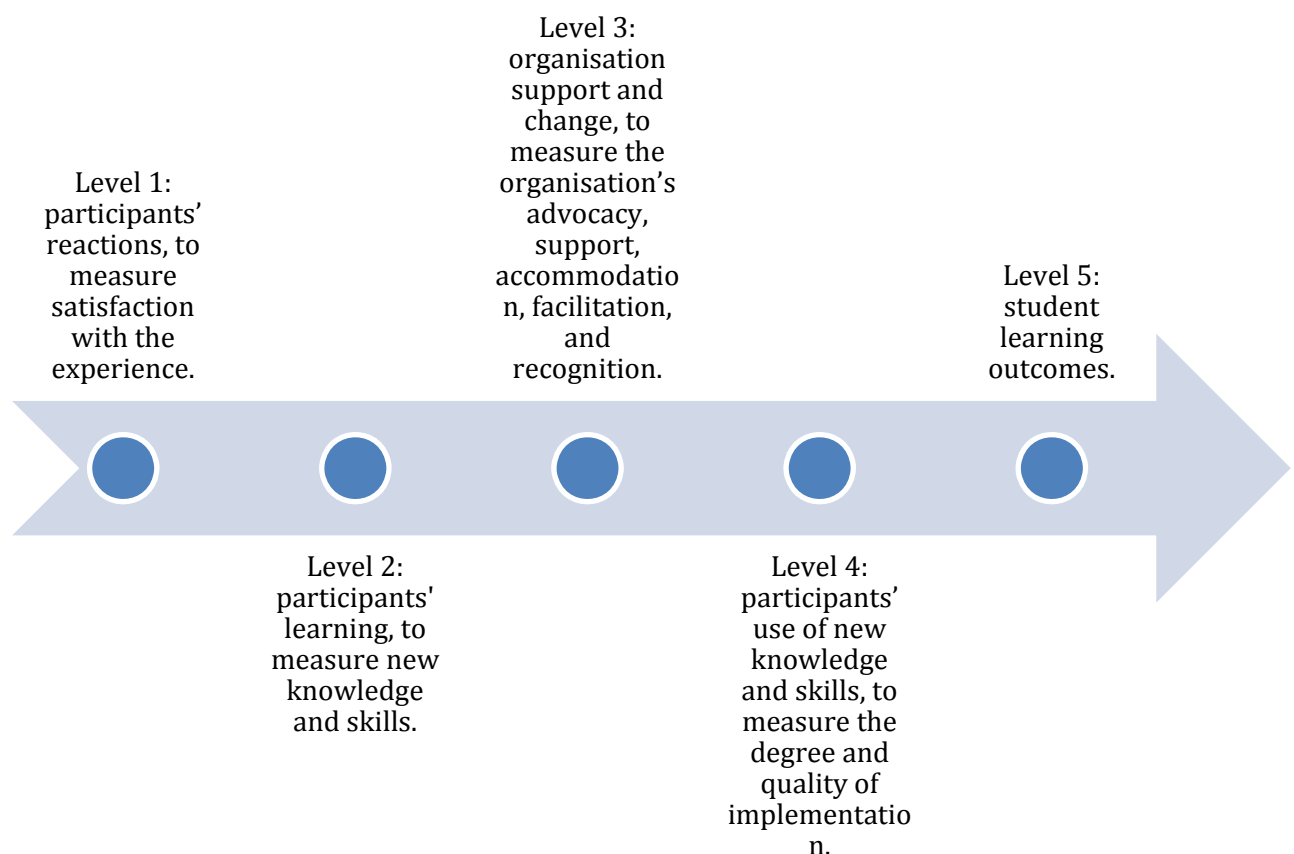 Level 1:
participants’
reactions, to
measure
satisfaction
with the
experience.
Level 2:
participants'
learning, to
measure new
knowledge
and skills.
Level 3:
organisation
support and
change, to
measure the
organisation’s
advocacy,
support,
accommodatio
n, facilitation,
and
recognition.
Level 4:
participants’
use of new
knowledge
and skills, to
measure the
degree and
quality of
implementatio
n.
Level 5:
student
learning
outcomes.